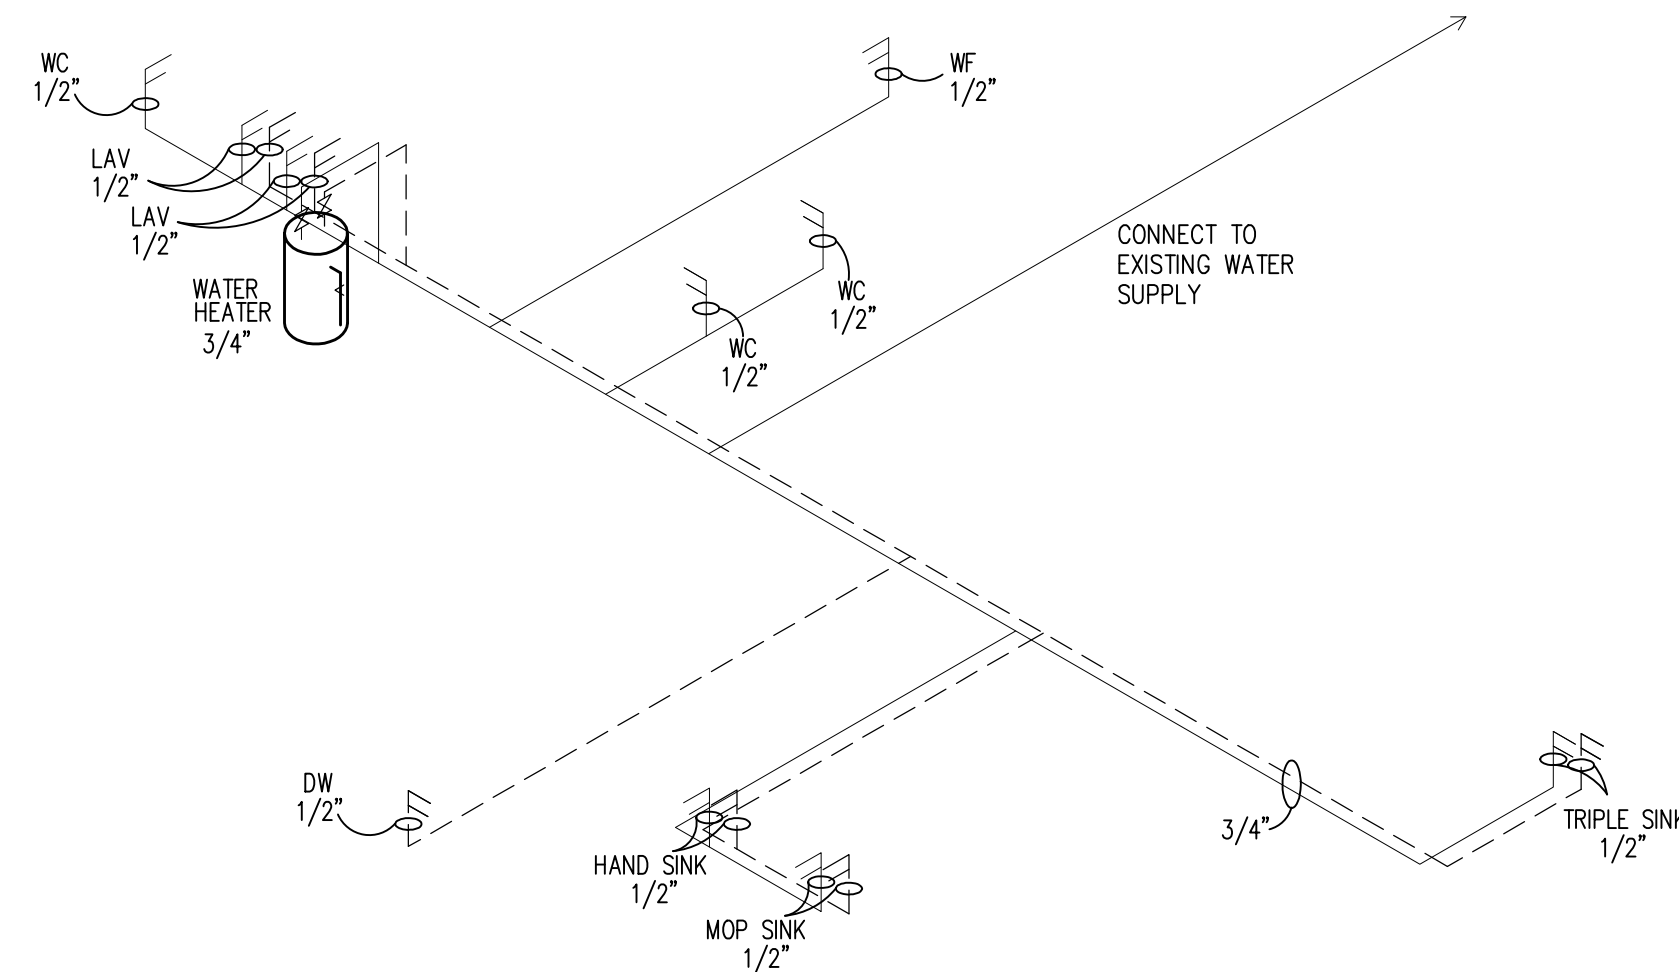 WC
1/2"
WF
1/2"
LAV
1/2"
LAV
1/2"
WATER
HEATER
3/4"
CONNECT TO
EXISTING WATER
SUPPLY
WC
1/2"
WC
1/2"
DW
1/2"
HAND SINK
1/2"
MOP SINK
1/2"
3/4"
TRIPLE SINK
1/2"